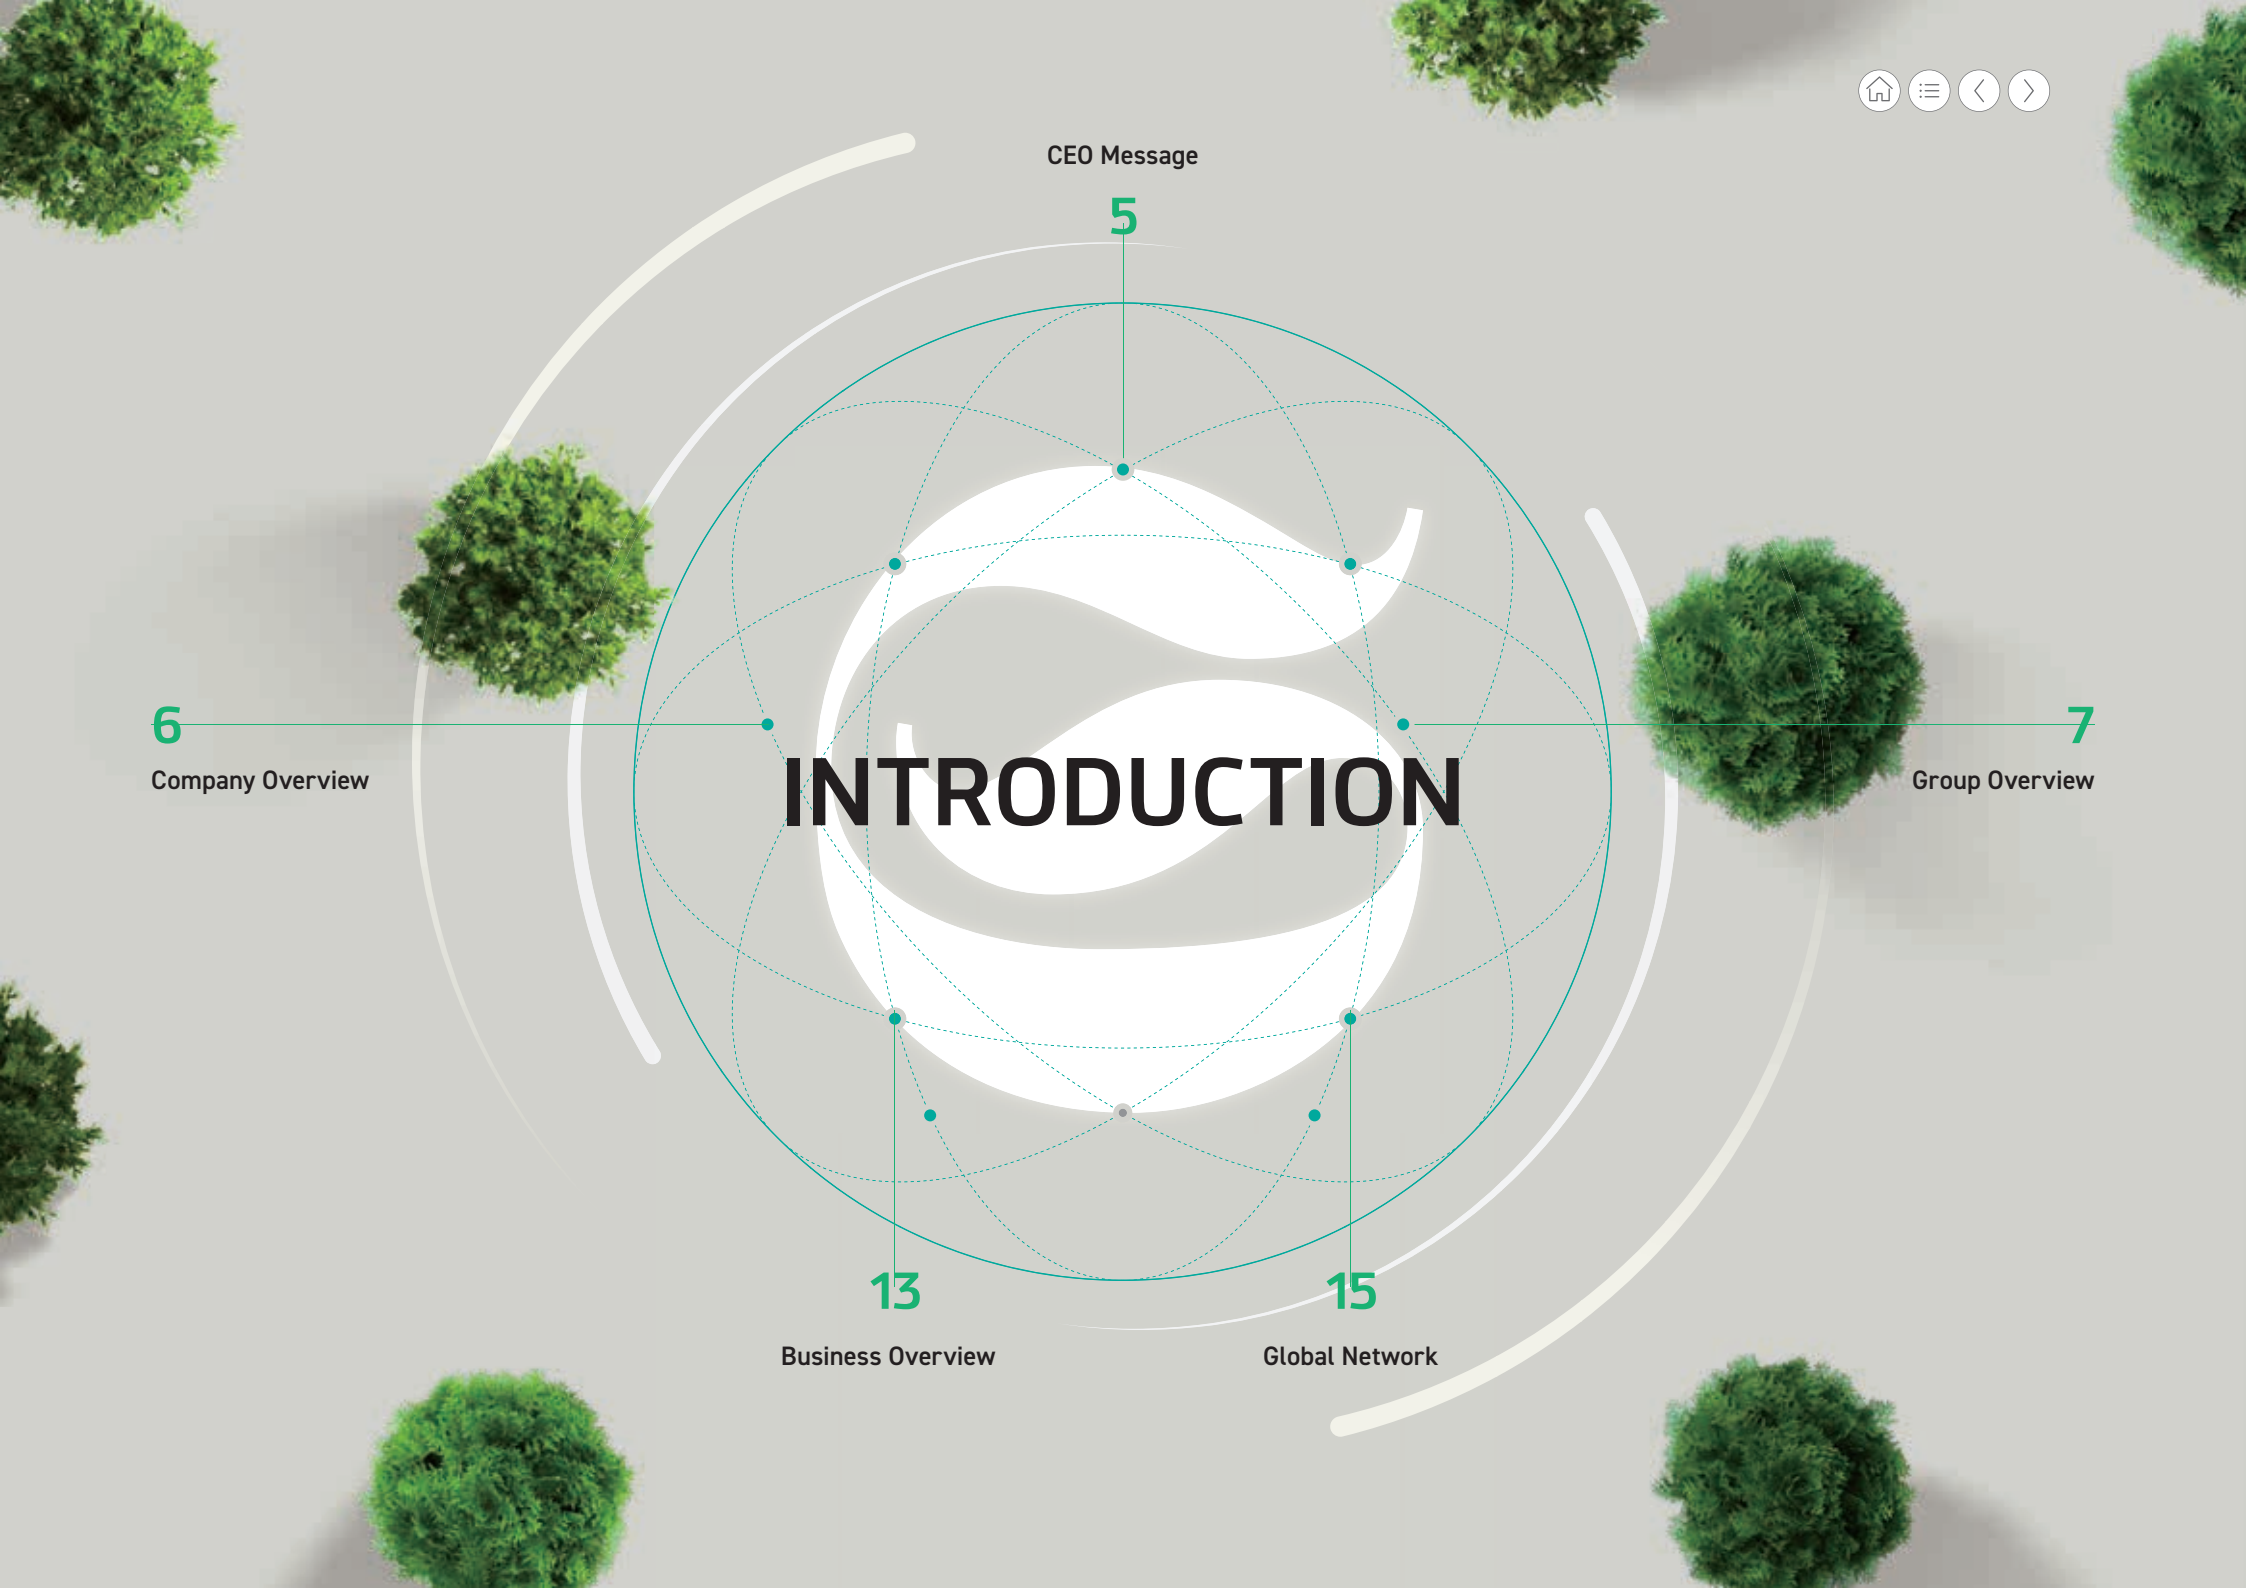 CEO Message
5
6
Company Overview
7
Group Overview
INTRODUCTION
13
Business Overview
15
Global Network